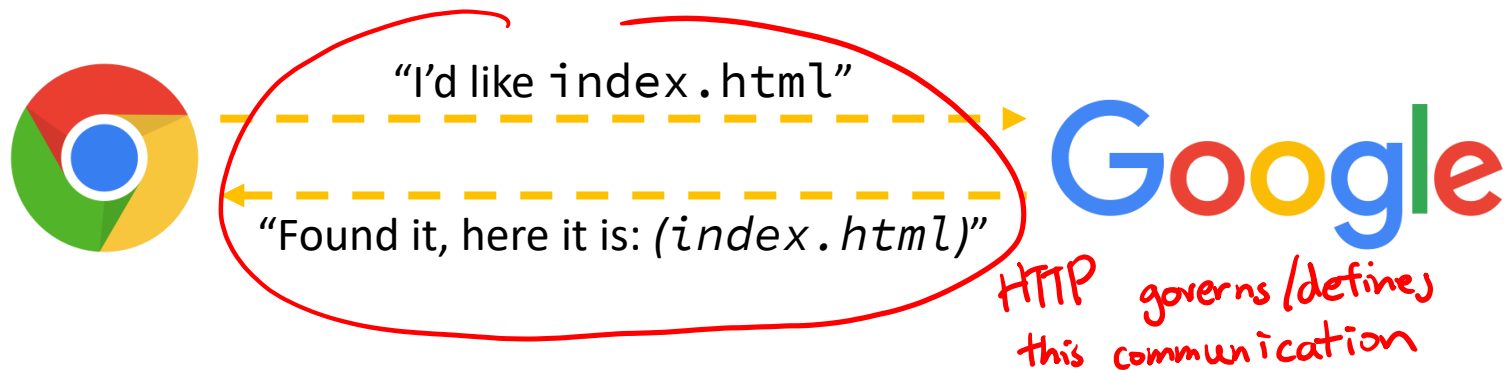 “I’d like index.html”
Google
“Found it, here it is: (index.html)”
HTTP governs/defines
this communication